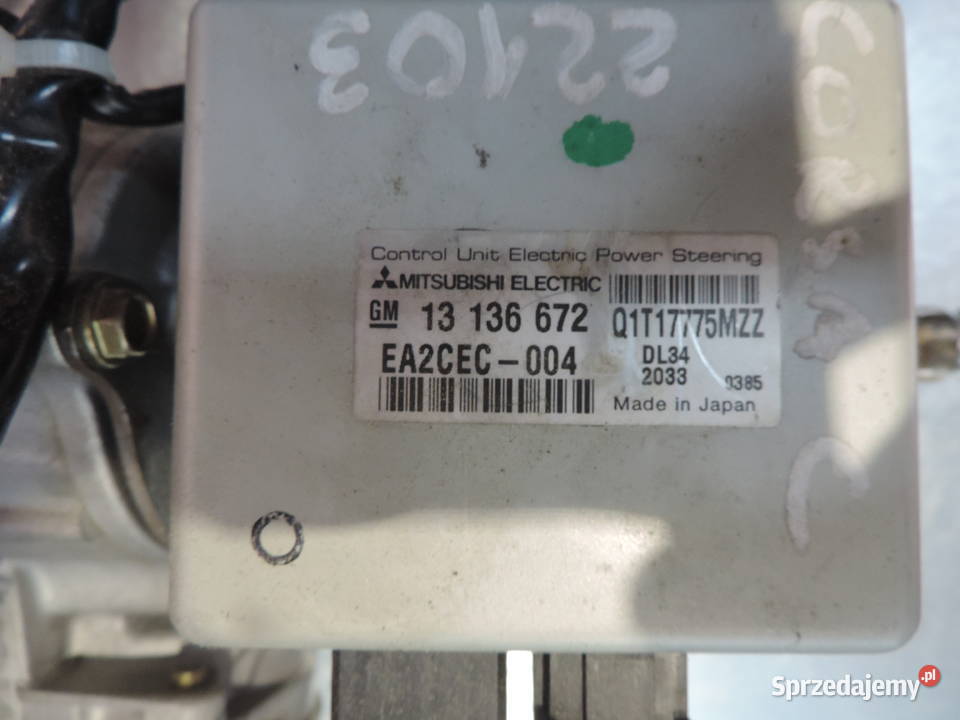 22103
CORSA C
Control Unit Electric Power Steering
MITSUBISHI ELECTRIC
GM 13 136 672 Q1T17775MZZ
EA2CEC-004 DL34
2033 0385
Made in Japan
Sprzedajemy.pl